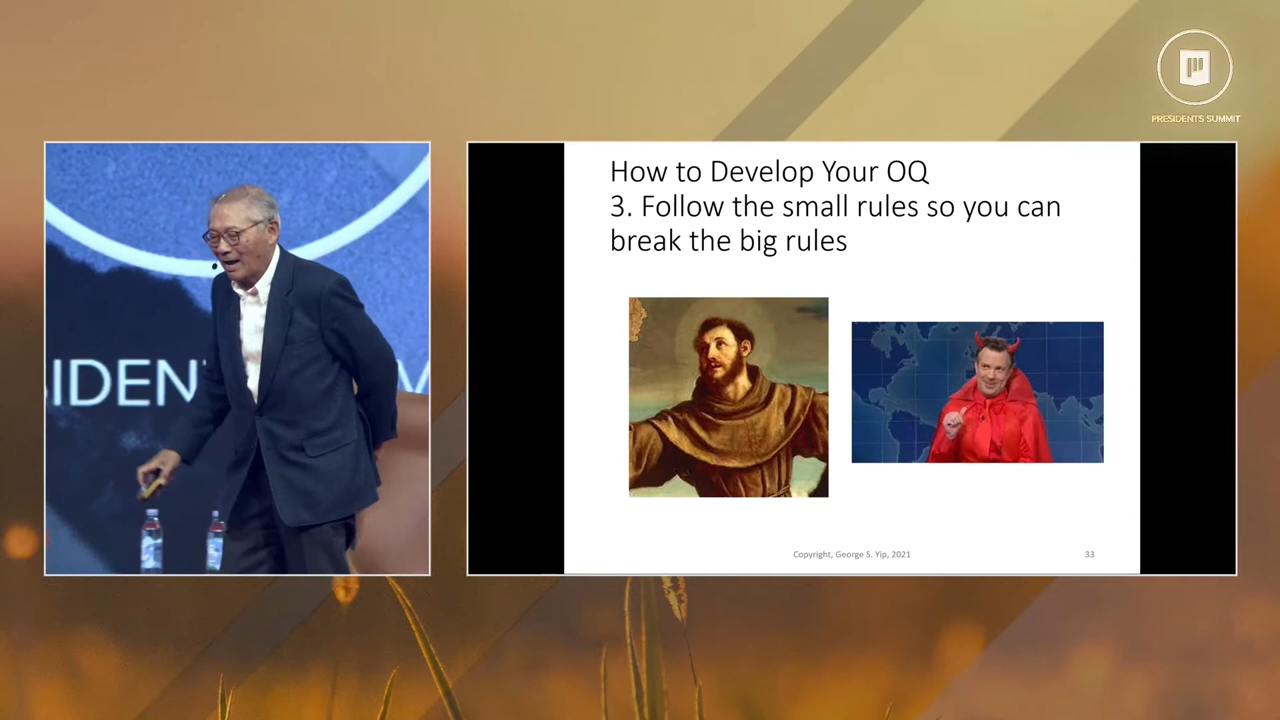 PRESIDENTS SUMMIT
How to Develop Your OQ
3. Follow the small rules so you can
break the big rules
Copyright, George S. Yip, 2021
33